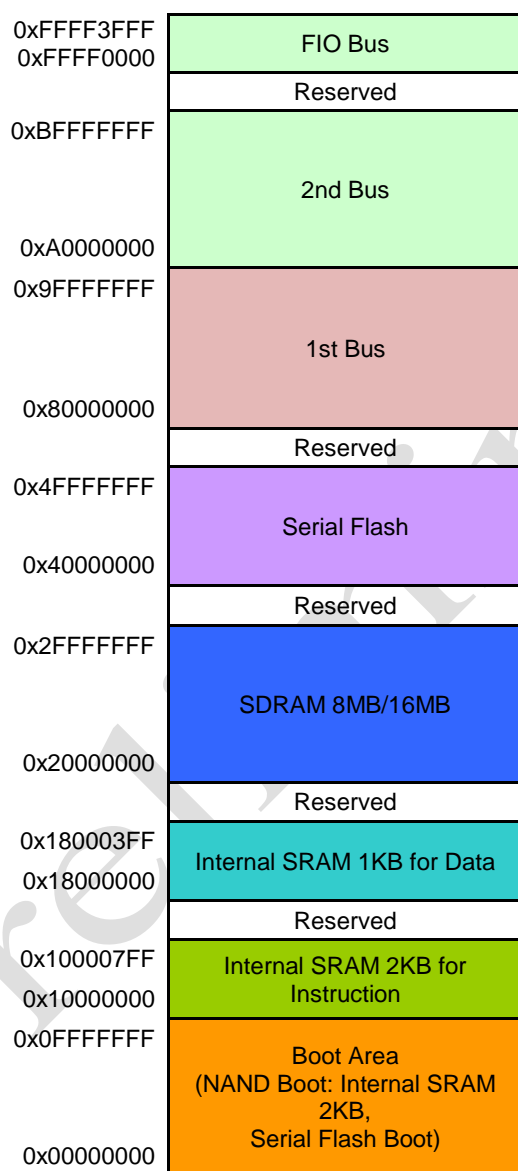 0xFFFF3FFF
0xFFFF0000
FIO Bus
Reserved
0xBFFFFFFF
2nd Bus
0xA0000000
0x9FFFFFFF
1st Bus
0x80000000
Reserved
0x4FFFFFFF
Serial Flash
0x40000000
Reserved
0x2FFFFFFF
SDRAM 8MB/16MB
0x20000000
Reserved
0x180003FF
Internal SRAM 1KB for Data
0x18000000
Reserved
0x100007FF
Internal SRAM 2KB for
Instruction
0x10000000
0x0FFFFFFF
Boot Area
(NAND Boot: Internal SRAM
2KB,
Serial Flash Boot)
0x00000000